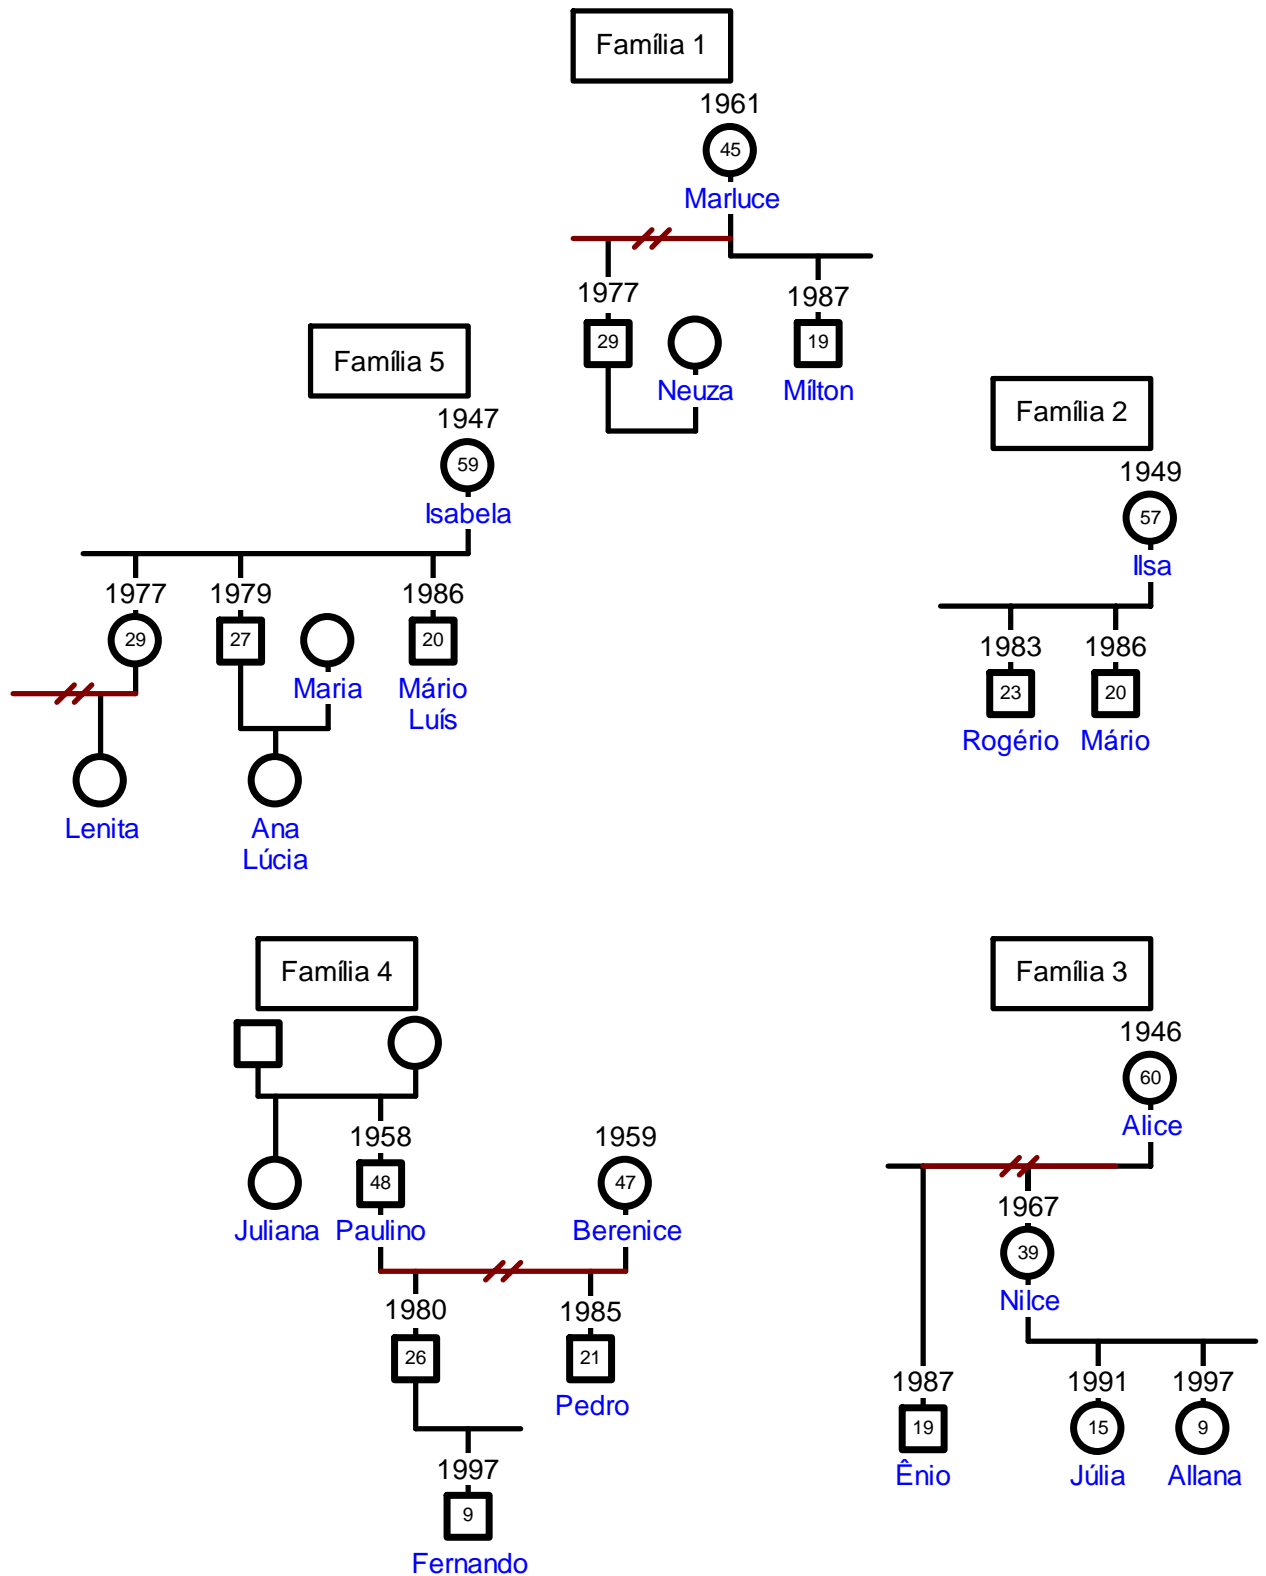 Família 1
1961
45
Marluce
1977
1987
29
19
Neuza
Mílton
Família 5
1947
59
Isabela
1977
1979
1986
29
27
20
Maria
Mário
Luís
Lenita
Ana
Lúcia
Família 2
1949
57
Ilsa
1983
1986
23
20
Rogério
Mário
Família 4
1958
1959
48
47
Juliana
Paulino
Berenice
1980
1985
26
21
Pedro
1997
9
Fernando
Família 3
1946
60
Alice
1967
39
Nilce
1987
1991
1997
19
15
9
Ênio
Júlia
Allana